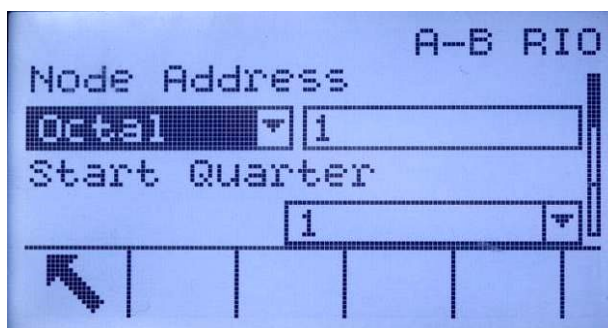 A-B RIO
Node Address
Octal 1
Start Quarter
1